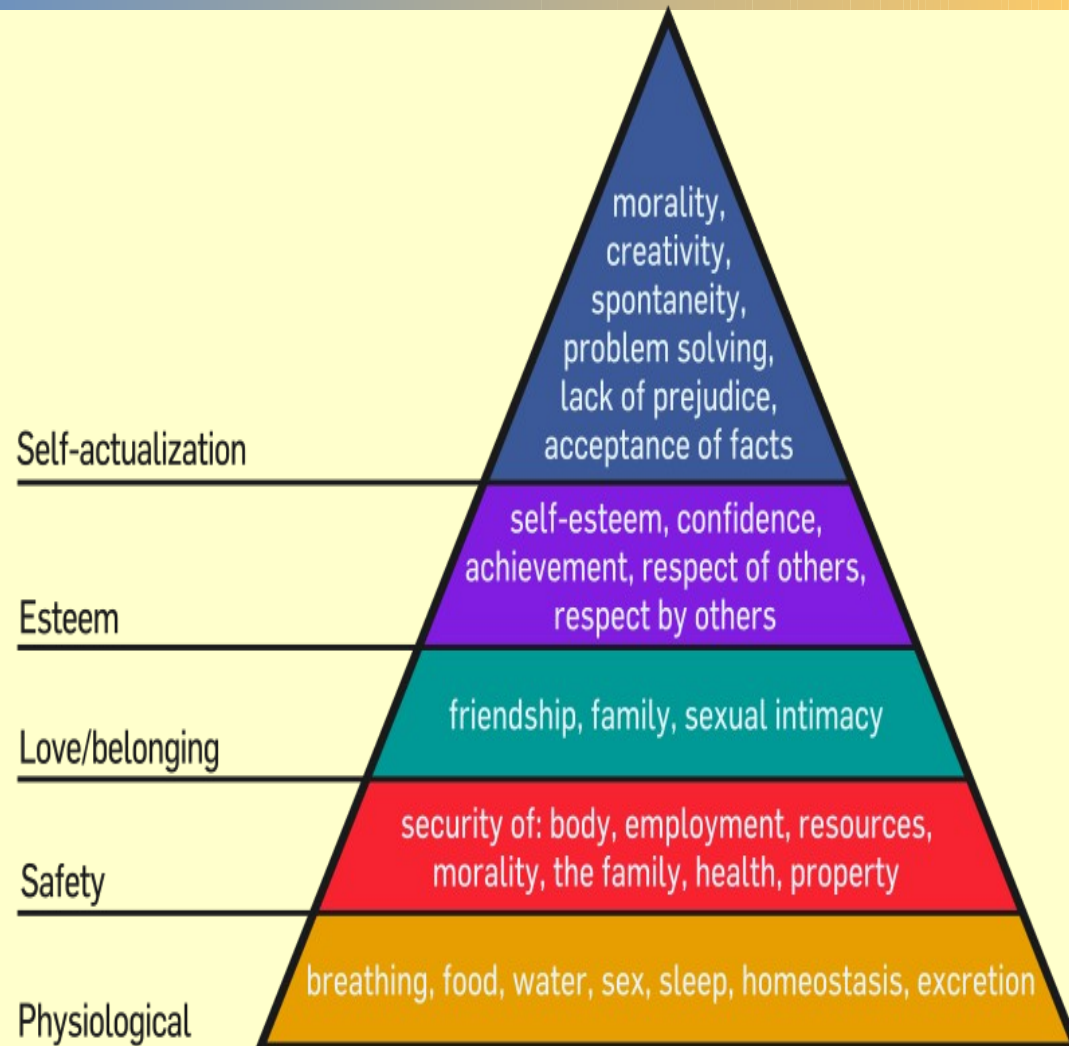 morality,
creativity,
spontaneity,
problem solving,
lack of prejudice,
acceptance of facts
Self-actualization
self-esteem, confidence,
achievement, respect of others,
respect by others
Esteem
friendship, family, sexual intimacy
Love/belonging
security of: body, employment, resources,
morality, the family, health, property
Safety
breathing, food, water, sex, sleep, homeostasis, excretion
Physiological